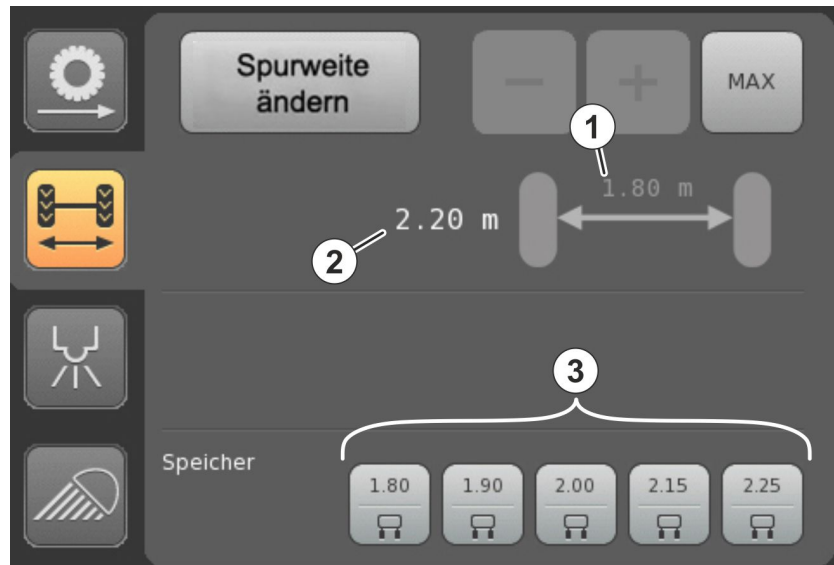 Spurweite
ändern
− + MAX
1
1.80 m
2.20 m
2
3
Speicher
1.80 1.90 2.00 2.15 2.25